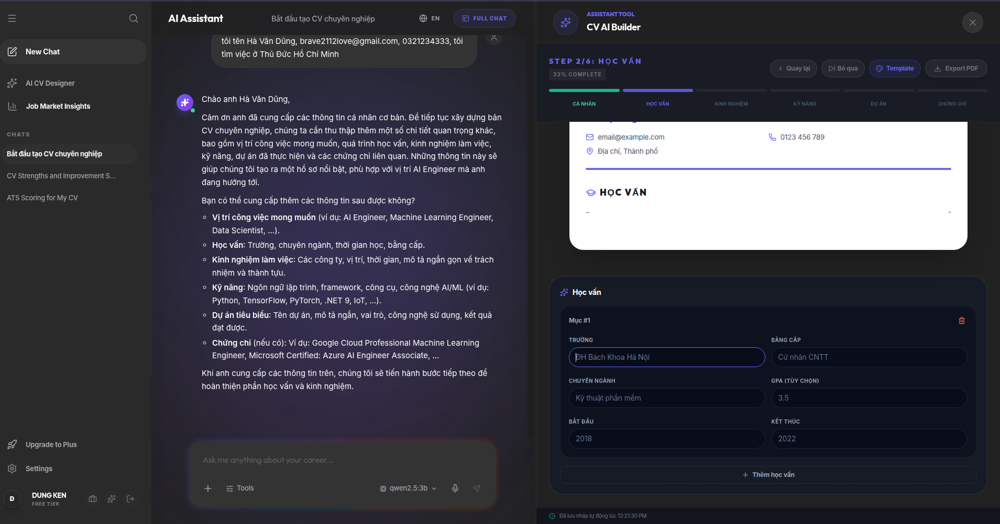 New Chat
AI CV Designer
Job Market Insights
CHATS
Bắt đầu tạo CV chuyên nghiệp
CV Strengths and Improvement S...
ATS Scoring for My CV
Upgrade to Plus
Settings
D
DUNG KEN
FREE TIER
AI Assistant
Bắt đầu tạo CV chuyên nghiệp
EN
FULL CHAT
tôi tên Hà Văn Dũng, brave2112love@gmail.com, 0321234333, tôi
tìm việc ở Thủ Đức Hồ Chí Minh
Chào anh Hà Văn Dũng,
Cảm ơn anh đã cung cấp các thông tin cá nhân cơ bản. Để tiếp tục xây dựng bản
CV chuyên nghiệp, chúng ta cần thu thập thêm một số chi tiết quan trọng khác,
bao gồm vị trí công việc mong muốn, quá trình học vấn, kinh nghiệm làm việc,
kỹ năng, dự án đã thực hiện và các chứng chỉ liên quan. Những thông tin này sẽ
giúp chúng tôi tạo ra một hồ sơ nổi bật, phù hợp với vị trí AI Engineer mà anh
đang hướng tới.
Bạn có thể cung cấp thêm các thông tin sau được không?
Vị trí công việc mong muốn (ví dụ: AI Engineer, Machine Learning Engineer,
Data Scientist, ...).
Học vấn: Trường, chuyên ngành, thời gian học, bằng cấp.
Kinh nghiệm làm việc: Các công ty, vị trí, thời gian, mô tả ngắn gọn về trách
nhiệm và thành tựu.
Kỹ năng: Ngôn ngữ lập trình, framework, công cụ, công nghệ AI/ML (ví dụ:
Python, TensorFlow, PyTorch, .NET 9, IoT, ...).
Dự án tiêu biểu: Tên dự án, mô tả ngắn, vai trò, công nghệ sử dụng, kết quả
đạt được.
Chứng chỉ (nếu có): Ví dụ: Google Cloud Professional Machine Learning
Engineer, Microsoft Certified: Azure AI Engineer Associate, ...
Khi anh cung cấp các thông tin trên, chúng tôi sẽ tiến hành bước tiếp theo để
hoàn thiện phần học vấn và kinh nghiệm.
Ask me anything about your career...
Tools
qwen2.5:3b
ASSISTANT TOOL
CV AI Builder
STEP 2/6: HỌC VẤN
33% COMPLETE
Quay lại
Bỏ qua
Template
Export PDF
CÁ NHÂN
HỌC VẤN
KINH NGHIỆM
KỸ NĂNG
DỰ ÁN
CHỨNG CHỈ
email@example.com
0123 456 789
Địa chỉ, Thành phố
HỌC VẤN
- -
Học vấn
Mục #1
TRƯỜNG
BẰNG CẤP
ĐH Bách Khoa Hà Nội
Cử nhân CNTT
CHUYÊN NGÀNH
GPA (TÙY CHỌN)
Kỹ thuật phần mềm
3.5
BẮT ĐẦU
KẾT THÚC
2018
2022
Thêm học vấn
Đã lưu nháp tự động lúc 12:21:30 PM